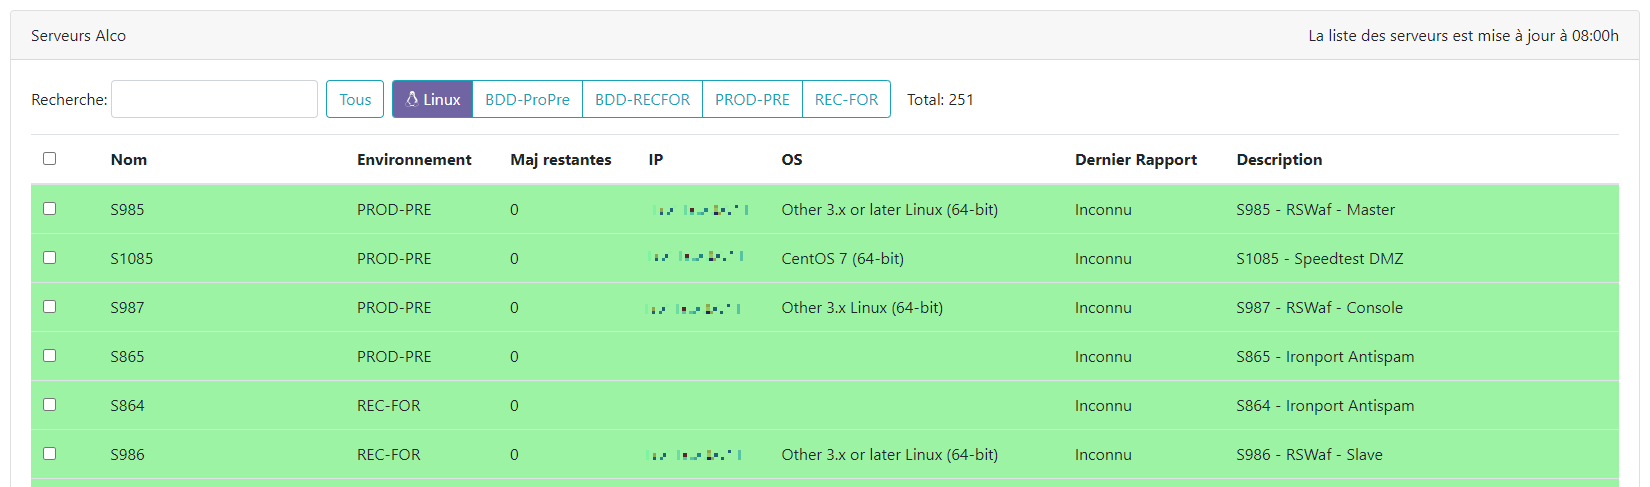 Serveurs Alco La liste des serveurs est mise à jour à 08:00h
Recherche: Tous Linux BDD-ProPre BDD-RECFOR PROD-PRE REC-FOR Total: 251
Nom Environnement Maj restantes IP OS Dernier Rapport Description
S985 PROD-PRE 0 Other 3.x or later Linux (64-bit) Inconnu S985 - RSWaf - Master
S1085 PROD-PRE 0 CentOS 7 (64-bit) Inconnu S1085 - Speedtest DMZ
S987 PROD-PRE 0 Other 3.x Linux (64-bit) Inconnu S987 - RSWaf - Console
S865 PROD-PRE 0 Inconnu S865 - Ironport Antispam
S864 REC-FOR 0 Inconnu S864 - Ironport Antispam
S986 REC-FOR 0 Other 3.x or later Linux (64-bit) Inconnu S986 - RSWaf - Slave